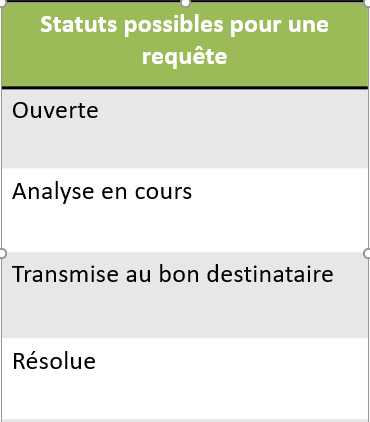 Statuts possibles pour une
requête
Ouverte
Analyse en cours
Transmise au bon destinataire
Résolue